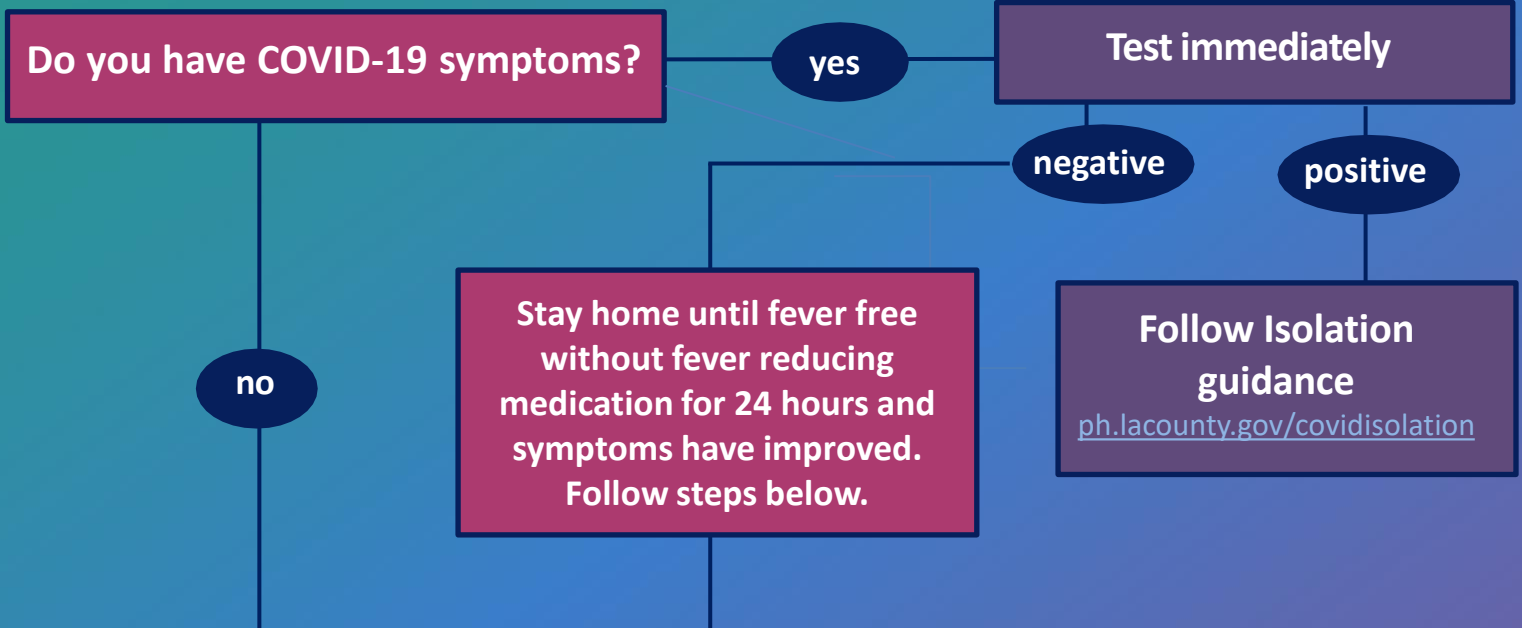 Do you have COVID-19 symptoms?
yes
Test immediately
negative
positive
Stay home until fever free
without fever reducing
medication for 24 hours and
symptoms have improved.
Follow steps below.
Follow Isolation
guidance
ph.lacounty.gov/covidisolation
no